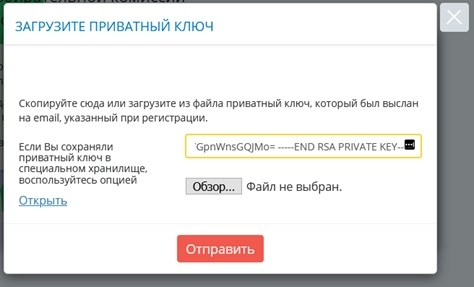 ирательной комиссии
ЗАГРУЗИТЕ ПРИВАТНЫЙ КЛЮЧ
Скопируйте сюда или загрузите из файла приватный ключ, который был выслан
на email, указанный при регистрации.
Если Вы сохраняли
приватный ключ в
специальном хранилище,
воспользуйтесь опцией
Открыть
GpnWnsGQJMo= -----END RSA PRIVATE KEY--
Обзор... Файл не выбран.
Отправить